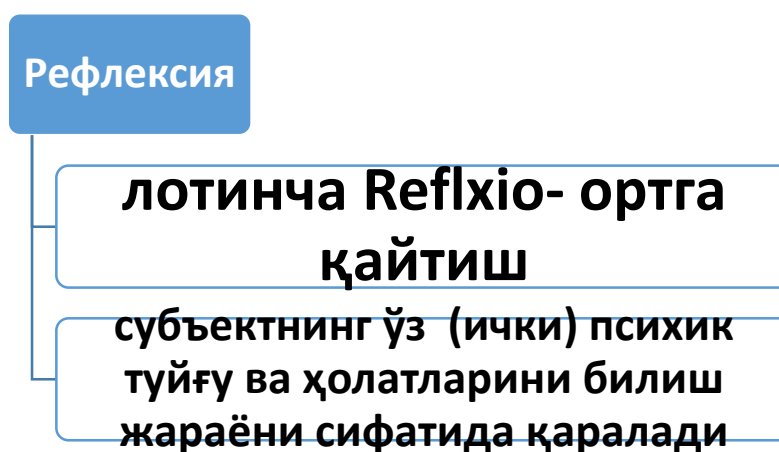 Рефлексия
лотинча Reflxio- ортга
қайтиш
субъектнинг ўз (ички) психик
туйғу ва ҳолатларини билиш
жараёни сифатида қаралади